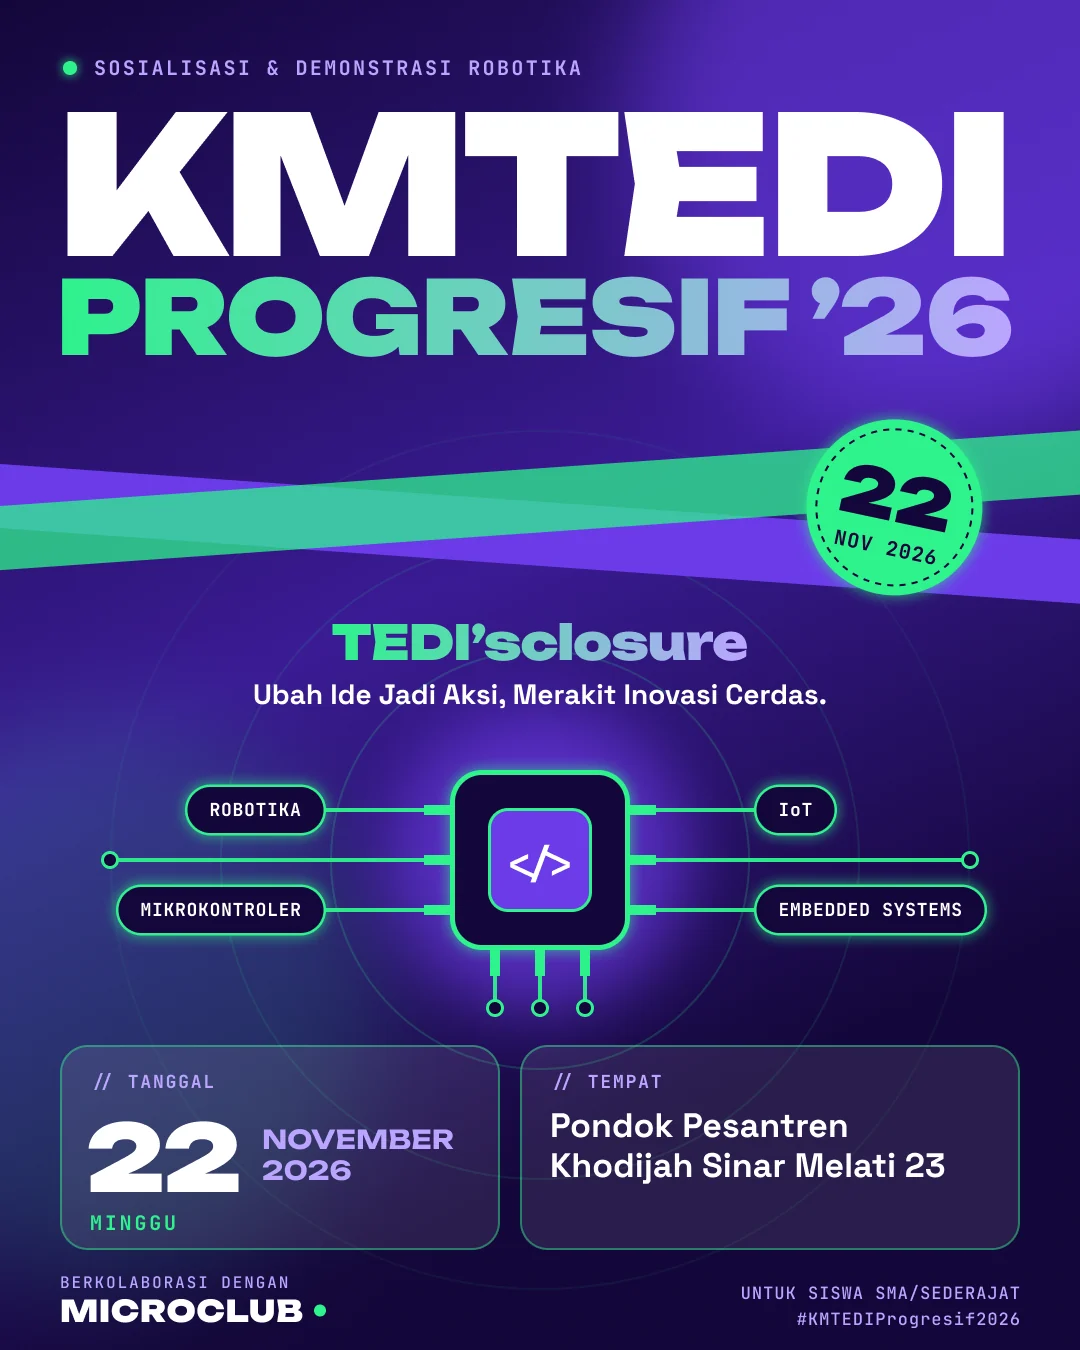 SOSIALISASI & DEMONSTRASI ROBOTIKA
KMTEDI
PROGRESIF ’26
22
NOV 2026
TEDI’sclosure
Ubah Ide Jadi Aksi, Merakit Inovasi Cerdas.
ROBOTIKA
IoT
</>
MIKROKONTROLER
EMBEDDED SYSTEMS
// TANGGAL
22
NOVEMBER
2026
MINGGU
// TEMPAT
Pondok Pesantren
Khodijah Sinar Melati 23
BERKOLABORASI DENGAN
MICROCLUB
UNTUK SISWA SMA/SEDERAJAT
#KMTEDIProgresif2026